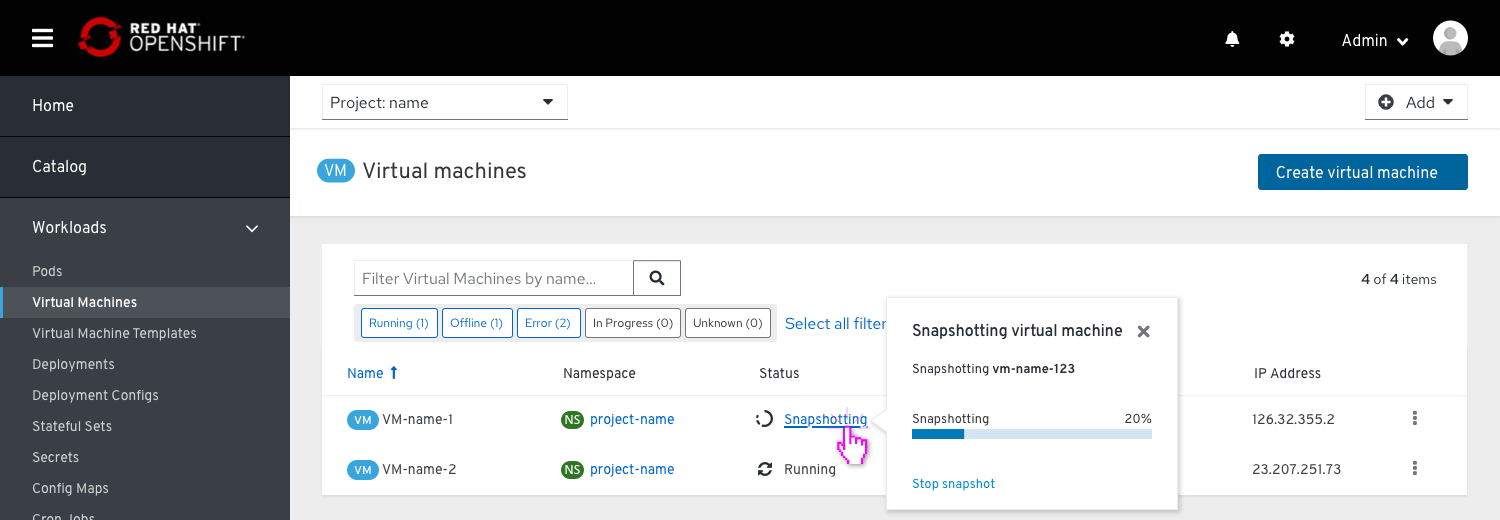 RED HAT
OPENSHIFT
Admin
Home
Catalog
Workloads
Pods
Virtual Machines
Virtual Machine Templates
Deployments
Deployment Configs
Stateful Sets
Secrets
Config Maps
Cron Jobs
Project: name
Add
VM Virtual machines
Create virtual machine
Filter Virtual Machines by name...
4 of 4 items
Running (1) Offline (1) Error (2) In Progress (0) Unknown (0) Select all filter
Name Namespace Status IP Address
VM VM-name-1 NS project-name Snapshotting 126.32.355.2
VM VM-name-2 NS project-name Running 23.207.251.73
Snapshotting virtual machine
Snapshotting vm-name-123
Snapshotting 20%
Stop snapshot